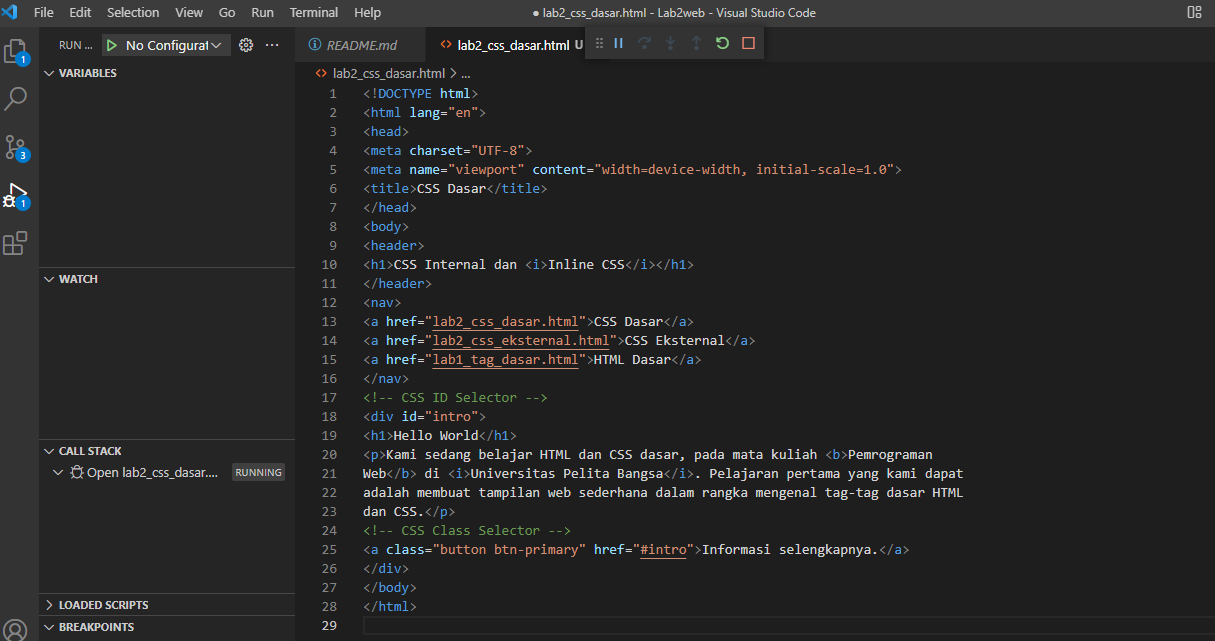 File Edit Selection View Go Run Terminal Help
● lab2_css_dasar.html - Lab2web - Visual Studio Code
RUN ... No Configurat
README.md
lab2_css_dasar.html U
lab2_css_dasar.html > ...
1
3
1
VARIABLES
WATCH
CALL STACK
Open lab2_css_dasar.... RUNNING
LOADED SCRIPTS
BREAKPOINTS
1 <!DOCTYPE html>
2 <html lang="en">
3 <head>
4 <meta charset="UTF-8">
5 <meta name="viewport" content="width=device-width, initial-scale=1.0">
6 <title>CSS Dasar</title>
7 </head>
8 <body>
9 <header>
10 <h1>CSS Internal dan <i>Inline CSS</i></h1>
11 </header>
12 <nav>
13 <a href="lab2_css_dasar.html">CSS Dasar</a>
14 <a href="lab2_css_eksternal.html">CSS Eksternal</a>
15 <a href="lab1_tag_dasar.html">HTML Dasar</a>
16 </nav>
17 <!-- CSS ID Selector -->
18 <div id="intro">
19 <h1>Hello World</h1>
20 <p>Kami sedang belajar HTML dan CSS dasar, pada mata kuliah <b>Pemrograman
21 Web</b> di <i>Universitas Pelita Bangsa</i>. Pelajaran pertama yang kami dapat
22 adalah membuat tampilan web sederhana dalam rangka mengenal tag-tag dasar HTML
23 dan CSS.</p>
24 <!-- CSS Class Selector -->
25 <a class="button btn-primary" href="#intro">Informasi selengkapnya.</a>
26 </div>
27 </body>
28 </html>
29